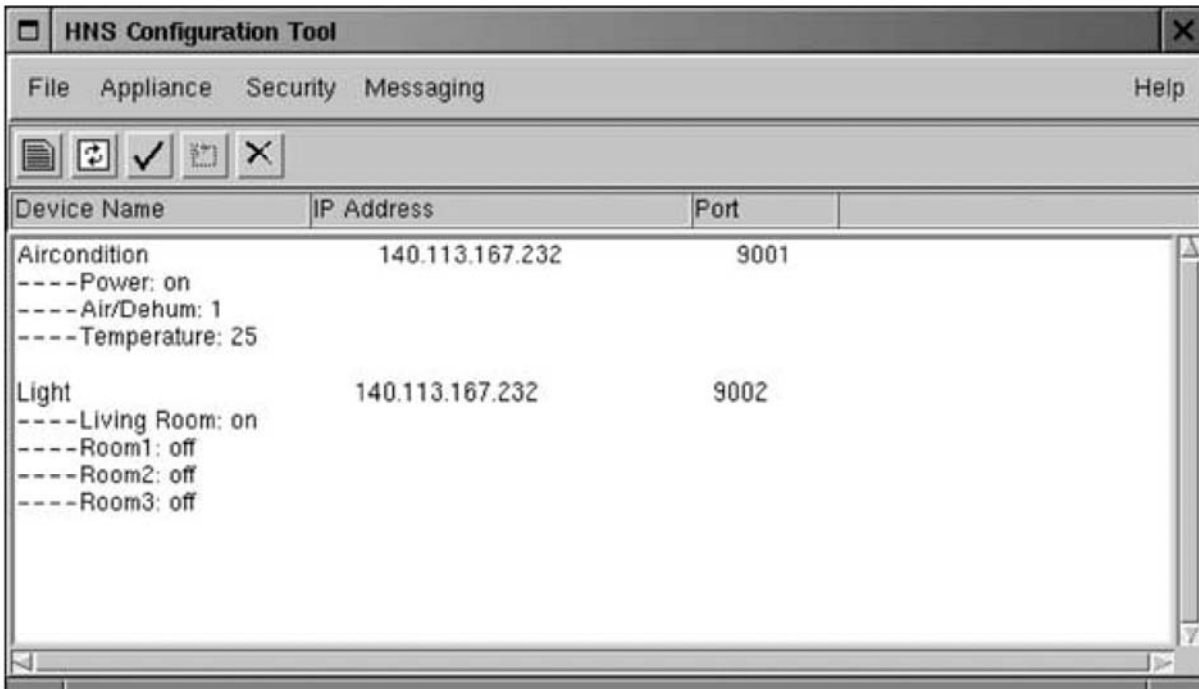 HNS Configuration Tool
File Appliance Security Messaging Help
Device Name IP Address Port
Aircondition 140.113.167.232 9001
----Power: on
----Air/Dehum: 1
----Temperature: 25
Light 140.113.167.232 9002
----Living Room: on
----Room1: off
----Room2: off
----Room3: off